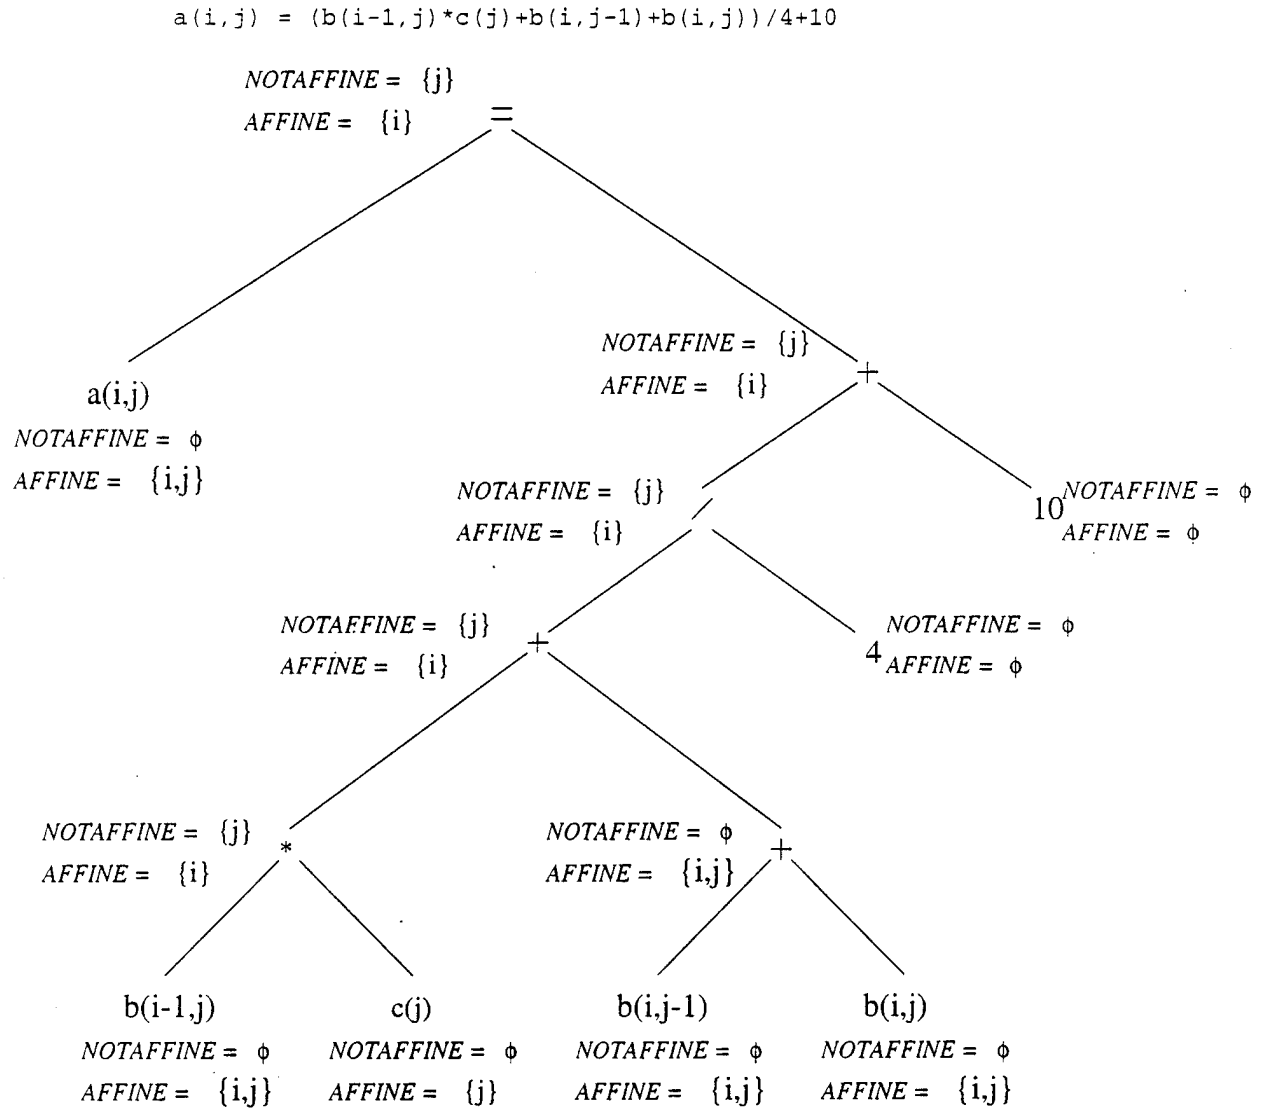 a(i,j) = (b(i-1,j)*c(j)+b(i,j-1)+b(i,j))/4+10
NOTAFFINE = {j}
AFFINE = {i}
=
NOTAFFINE = {j}
AFFINE = {i}
+
a(i,j)
NOTAFFINE = ϕ
AFFINE = {i,j}
NOTAFFINE = {j}
AFFINE = {i}
/
10
NOTAFFINE = ϕ
AFFINE = ϕ
NOTAFFINE = {j}
AFFINE = {i}
+
4
NOTAFFINE = ϕ
AFFINE = ϕ
NOTAFFINE = {j}
AFFINE = {i}
*
NOTAFFINE = ϕ
AFFINE = {i,j}
+
b(i-1,j)
NOTAFFINE = ϕ
AFFINE = {i,j}
c(j)
NOTAFFINE = ϕ
AFFINE = {j}
b(i,j-1)
NOTAFFINE = ϕ
AFFINE = {i,j}
b(i,j)
NOTAFFINE = ϕ
AFFINE = {i,j}